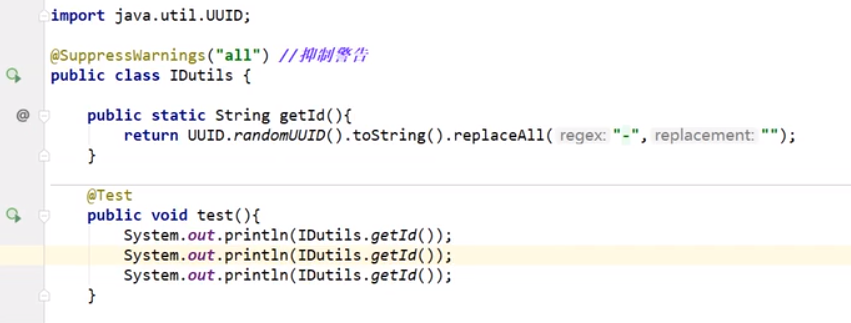 import java.util.UUID;
@SuppressWarnings("all") //抑制警告
public class IDutils {
public static String getId(){
return UUID.randomUUID().toString().replaceAll( regex: "-", replacement: "");
}
@Test
public void test(){
System.out.println(IDutils.getId());
System.out.println(IDutils.getId());
System.out.println(IDutils.getId());
}